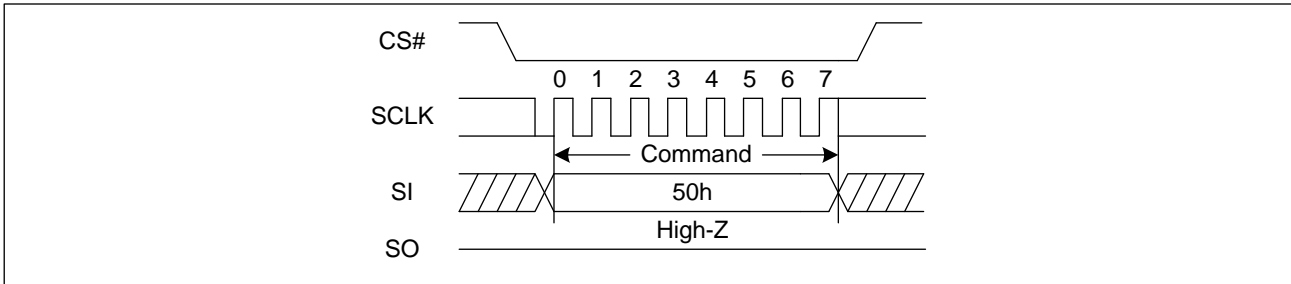 CS#
0 1 2 3 4 5 6 7
SCLK
Command
SI
50h
High-Z
SO